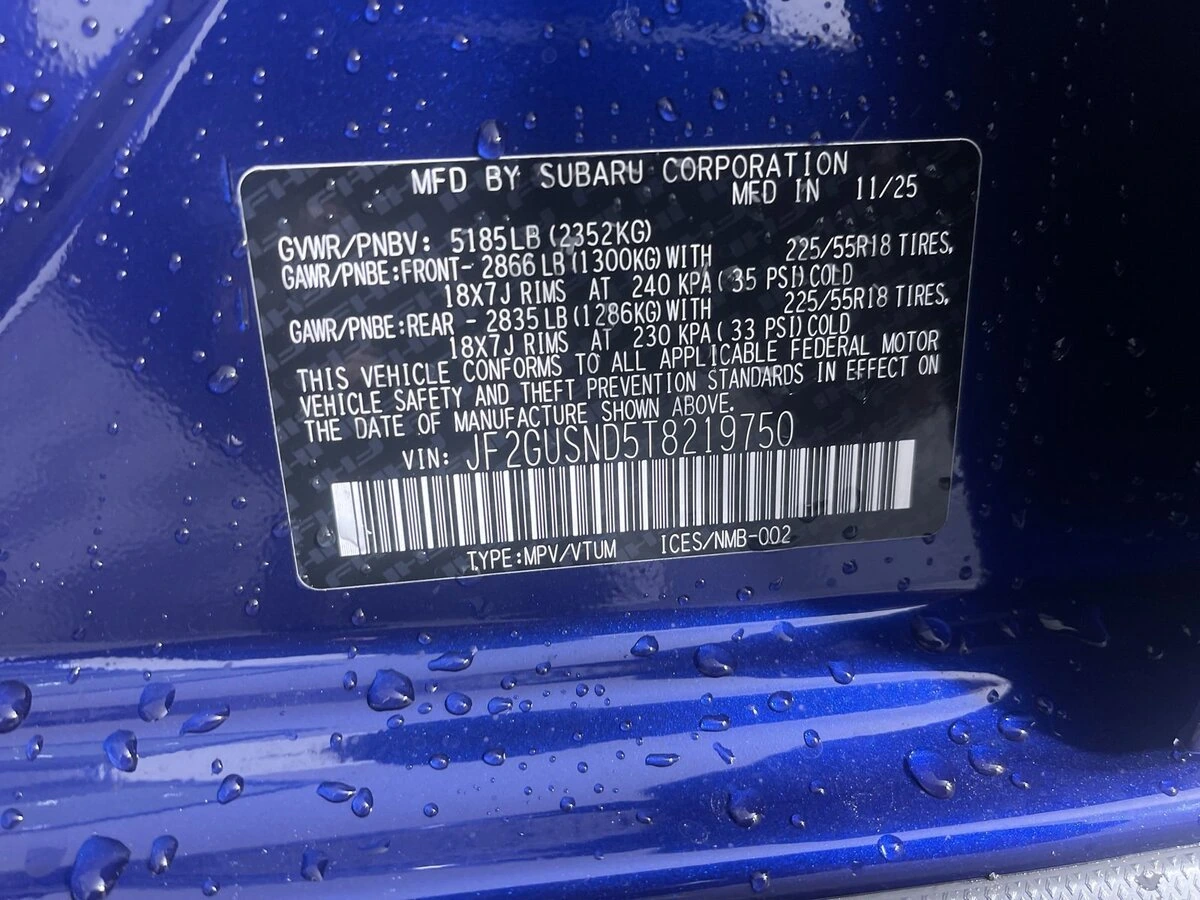 MFD BY SUBARU CORPORATION
MFD IN 11/25
GVWR/PNBV: 5185LB (2352KG)
GAWR/PNBE:FRONT- 2866 LB (1300KG) WITH 225/55R18 TIRES,
18X7J RIMS AT 240 KPA (35 PSI) COLD
GAWR/PNBE:REAR - 2835 LB (1286KG) WITH 225/55R18 TIRES,
18X7J RIMS AT 230 KPA (33 PSI) COLD
THIS VEHICLE CONFORMS TO ALL APPLICABLE FEDERAL MOTOR
VEHICLE SAFETY AND THEFT PREVENTION STANDARDS IN EFFECT ON
THE DATE OF MANUFACTURE SHOWN ABOVE.
VIN: JF2GUSND5T8219750
TYPE:MPV/VTUM ICES/NMB-002